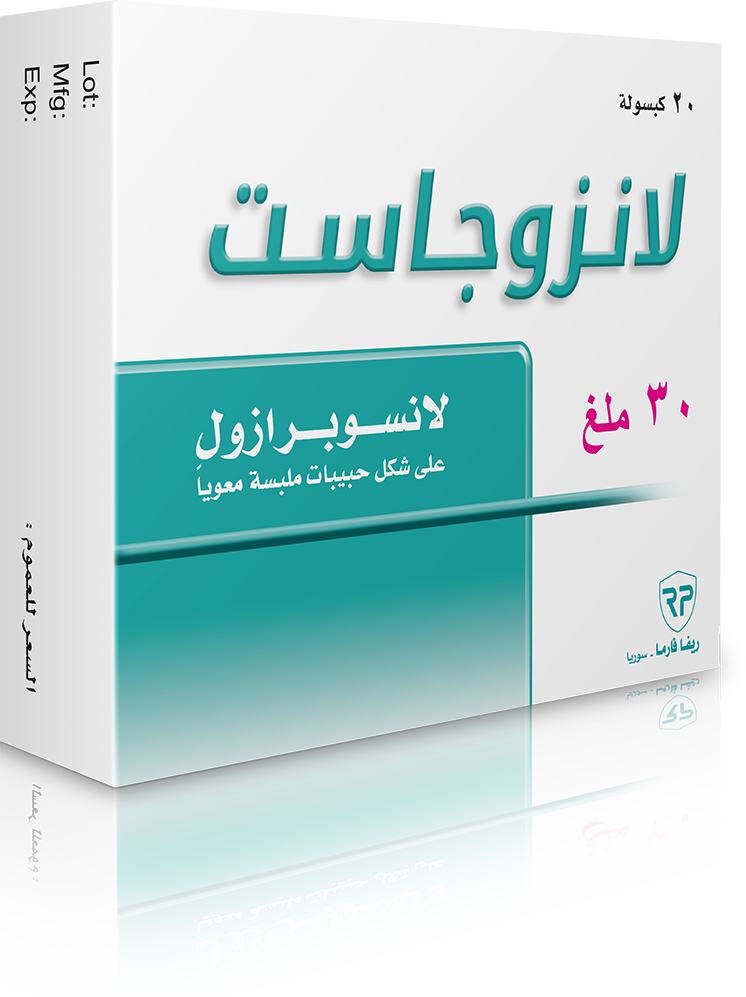 ٢٠ كبسولة
لانزوجاست
٣٠ ملغ
لانسوبرازول
على شكل حبيبات ملبسة معوياً
RP
ريفا فارما - سوريا
Lot:
Mfg:
Exp:
السعر للعموم :